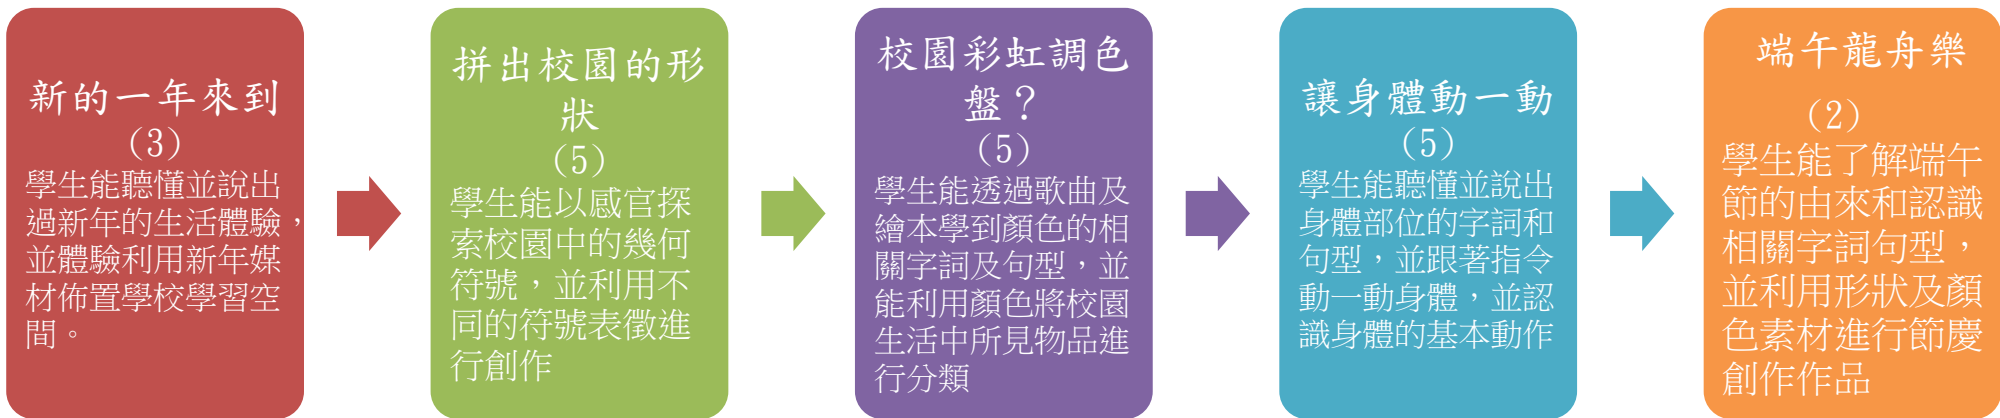 新的一年來到
(3)
學生能聽懂並說出
過新年的生活體驗，
並體驗利用新年媒
材佈置學校學習空
間。
拼出校園的形
狀
(5)
學生能以感官探
索校園中的幾何
符號，並利用不
同的符號表徵進
行創作
校園彩虹調色
盤？
(5)
學生能透過歌曲及
繪本學到顏色的相
關字詞及句型，並
能利用顏色將校園
生活中所見物品進
行分類
讓身體動一動
(5)
學生能聽懂並說出
身體部位的字詞和
句型，並跟著指令
動一動身體，並認
識身體的基本動作
端午龍舟樂
(2)
學生能了解端午
節的由來和認識
相關字詞句型，
並利用形狀及顏
色素材進行節慶
創作作品